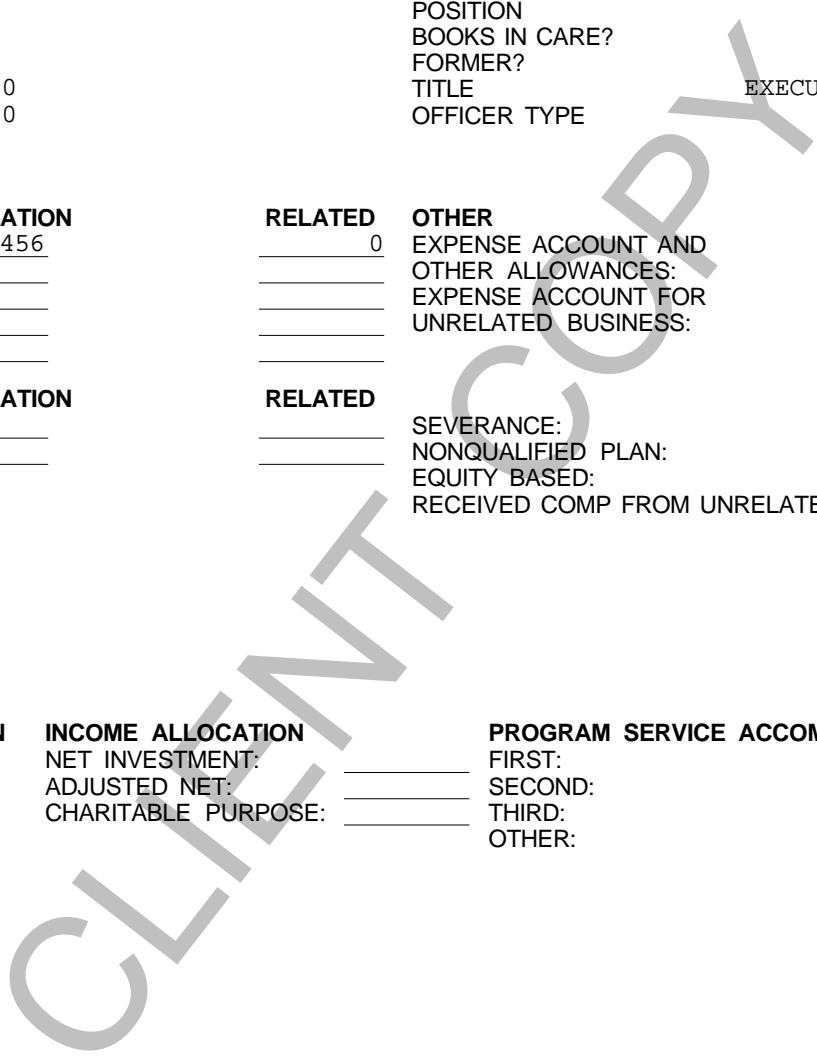 POSITION
BOOKS IN CARE?
FORMER?
0 TITLE EXECU
0 OFFICER TYPE
ATION RELATED OTHER
456 0 EXPENSE ACCOUNT AND
OTHER ALLOWANCES:
EXPENSE ACCOUNT FOR
UNRELATED BUSINESS:
ATION RELATED
SEVERANCE:
NONQUALIFIED PLAN:
EQUITY BASED:
RECEIVED COMP FROM UNRELATE
N INCOME ALLOCATION PROGRAM SERVICE ACCOM
NET INVESTMENT: FIRST:
ADJUSTED NET: SECOND:
CHARITABLE PURPOSE: THIRD:
OTHER:
CLIENT COPY